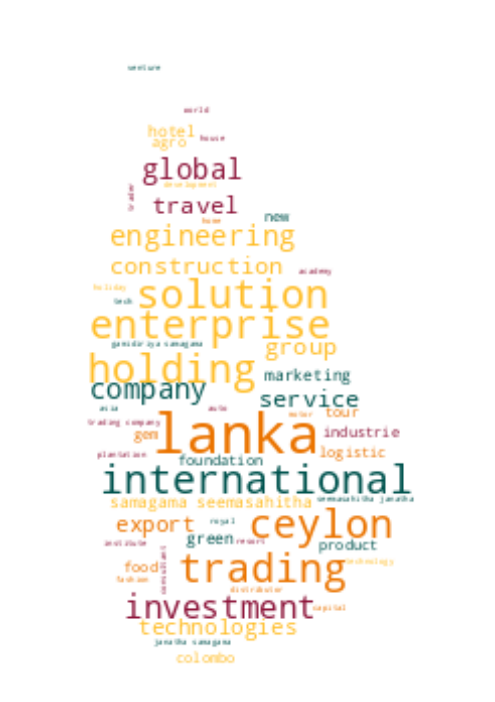 venture
world
hotel
agro house
global
development
trader
travel
home new
engineering
construction academy
holiday
tech solution
enterprise
gamidiriya samagama group
holding marketing
company service
asia auto motor tour
trading company lanka industrie
gem
plantation foundation logistic
international
samagama seemasahitha seemasahitha janatha
export royal ceylon
green resort product
institute
consultant
food trading technology
fashion distributor
investment capital
technologies
janatha samagama
colombo